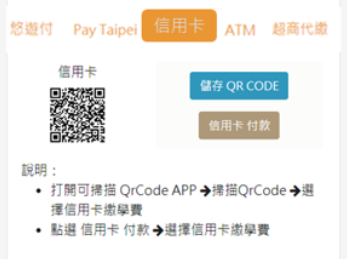 悠遊付 Pay Taipei 信用卡 ATM 超商代繳
信用卡
儲存 QR CODE
信用卡 付款
說明：
• 打開可掃描 QrCode APP ➔掃描QrCode ➔選
擇信用卡繳學費
• 點選 信用卡 付款 ➔選擇信用卡繳學費